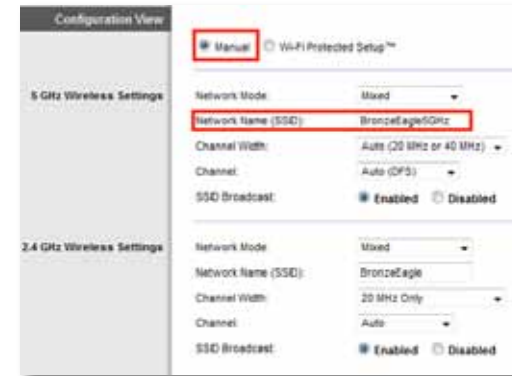 Configuration View
Manual Wi-Fi Protected Setup™
5 GHz Wireless Settings
Network Mode: Mixed
Network Name (SSID): BronzeEagle5GHz
Channel Width: Auto (20 MHz or 40 MHz)
Channel: Auto (DFS)
SSID Broadcast: Enabled Disabled
2.4 GHz Wireless Settings
Network Mode Mixed
Network Name (SSID): BronzeEagle
Channel Width: 20 MHz Only
Channel: Auto
SSID Broadcast: Enabled Disabled